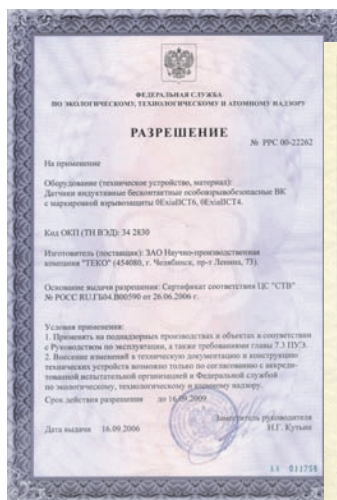 ФЕДЕРАЛЬНАЯ СЛУЖБА
ПО ЭКОЛОГИЧЕСКОМУ, ТЕХНОЛОГИЧЕСКОМУ И АТОМНОМУ НАДЗОРУ
РАЗРЕШЕНИЕ
№ РРС 00-22262
На применение
Оборудование (техническое устройство, материал):
Датчики индуктивные бесконтактные особовзрывобезопасные ВК
с маркировкой взрывозащиты 0ExiaIICT6, 0ExiaIICT4.
Код ОКП (ТН ВЭД): 34 2830
Изготовитель (поставщик): ЗАО Научно-производственная
компания "ТЕКО" (454080, г. Челябинск, пр-т Ленина, 73).
Основание выдачи разрешения: Сертификат соответствия ЦС "СТВ"
№ РОСС RU.ГБ04.В00590 от 26.06.2006 г.
Условия применения:
1. Применять на поднадзорных производствах и объектах в соответствии
с Руководством по эксплуатации, а также требованиями главы 7.3 ПУЭ.
2. Внесение изменений в техническую документацию и конструкцию
технических устройств возможно только по согласованию с аккреди-
тованной испытательной организацией и Федеральной службой
по экологическому, технологическому и атомному надзору.
Срок действия разрешения до 16.09.2009
Заместитель руководителя
Дата выдачи 16.09.2006 Н.Г. Кутьин
АА 011758